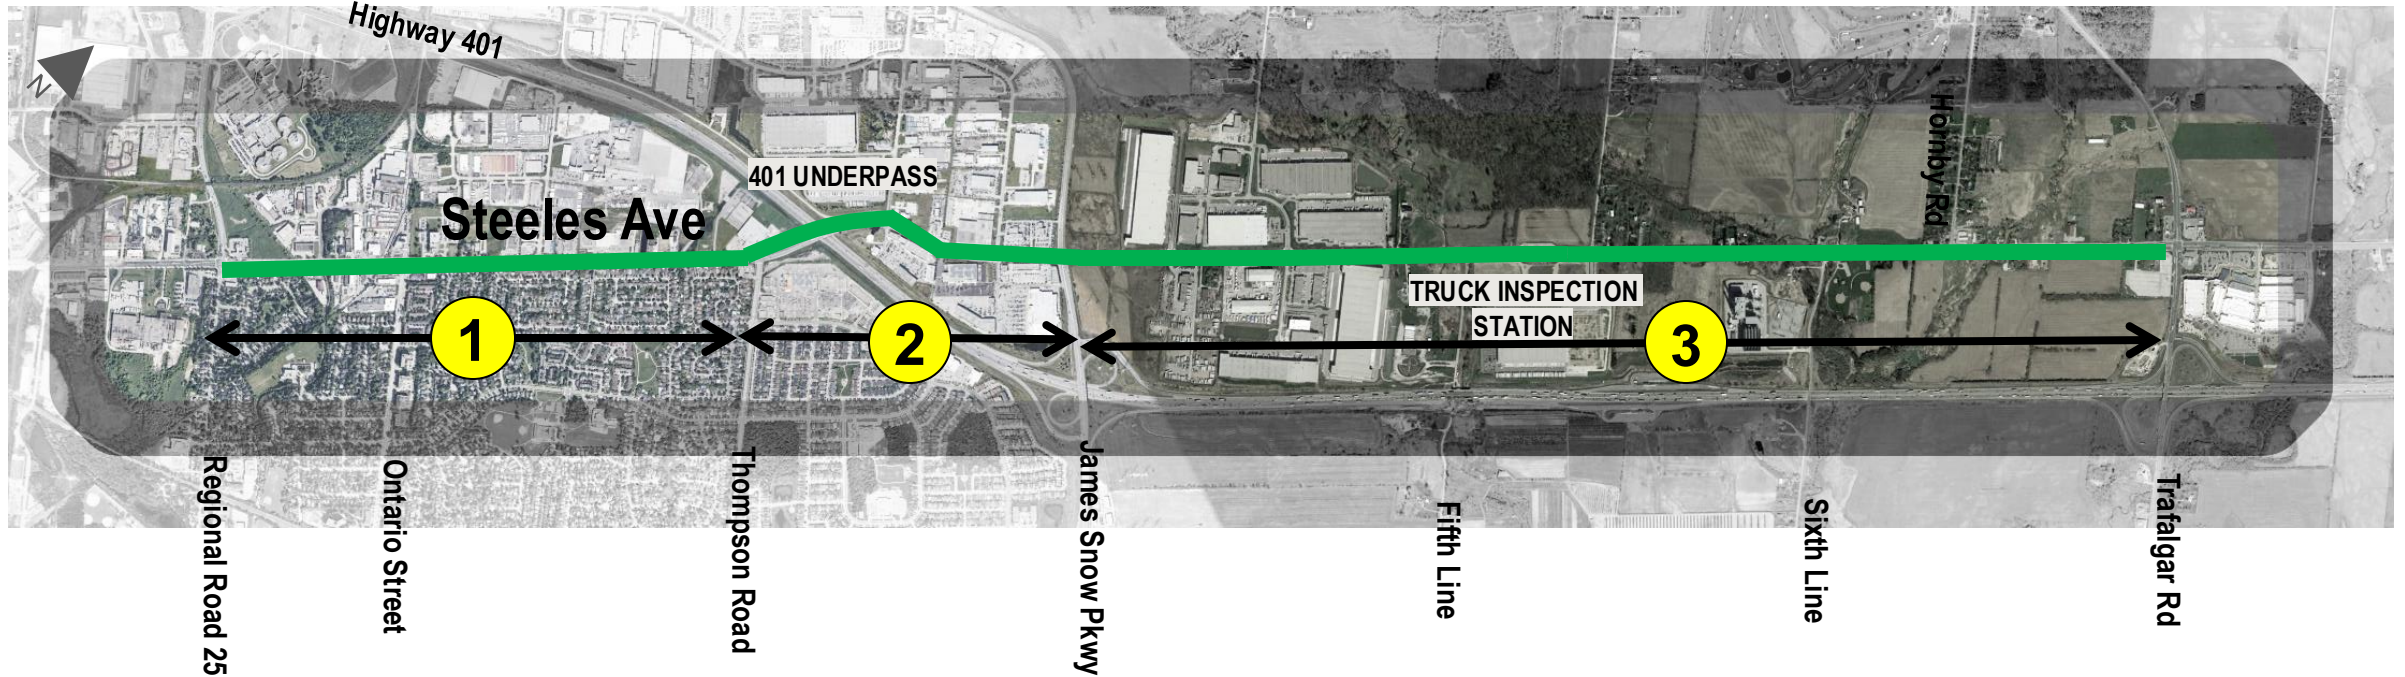 Highway 401
N
Hornby Rd
401 UNDERPASS
Steeles Ave
TRUCK INSPECTION
STATION
1
2
3
Regional Road 25
Ontario Street
Thompson Road
James Snow Pkwy
Fifth Line
Sixth Line
Trafalgar Rd